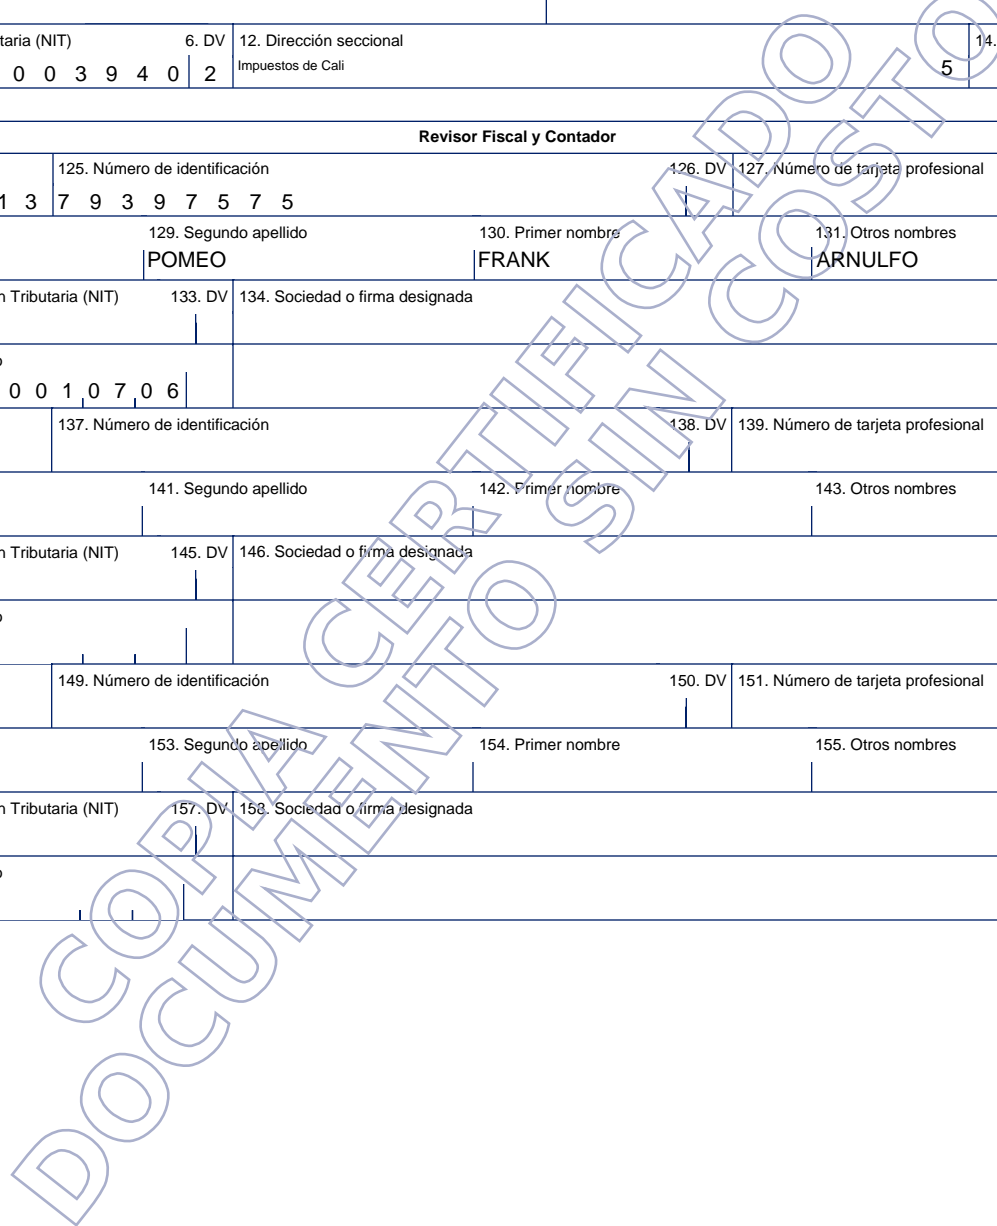 taria (NIT) 6. DV 12. Dirección seccional 14.
0 0 3 9 4 0 2 Impuestos de Cali 5
Revisor Fiscal y Contador
125. Número de identificación 126. DV 127. Número de tarjeta profesional
1 3 7 9 3 9 7 5 7 5
129. Segundo apellido 130. Primer nombre 131. Otros nombres
POMEO FRANK ARNULFO
n Tributaria (NIT) 133. DV 134. Sociedad o firma designada
o
0 0 1 0 7 0 6
137. Número de identificación 138. DV 139. Número de tarjeta profesional
141. Segundo apellido 142. Primer nombre 143. Otros nombres
n Tributaria (NIT) 145. DV 146. Sociedad o firma designada
o
149. Número de identificación 150. DV 151. Número de tarjeta profesional
153. Segundo apellido 154. Primer nombre 155. Otros nombres
n Tributaria (NIT) 157. DV 158. Sociedad o firma designada
o
COPIA CERTIFICADO
DOCUMENTO SIN COSTO